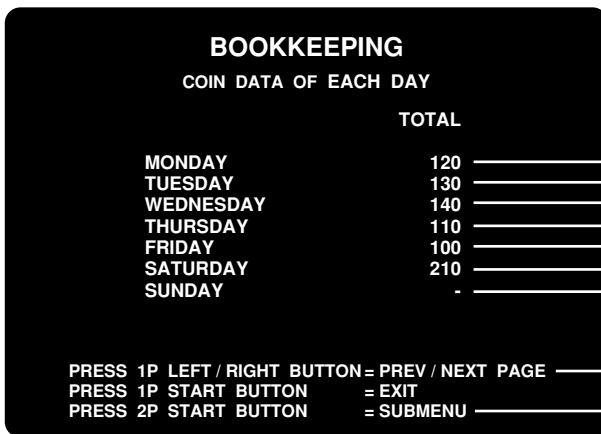 BOOKKEEPING
COIN DATA OF EACH DAY
TOTAL
MONDAY 120
TUESDAY 130
WEDNESDAY 140
THURSDAY 110
FRIDAY 100
SATURDAY 210
SUNDAY -
PRESS 1P LEFT / RIGHT BUTTON = PREV / NEXT PAGE
PRESS 1P START BUTTON = EXIT
PRESS 2P START BUTTON = SUBMENU